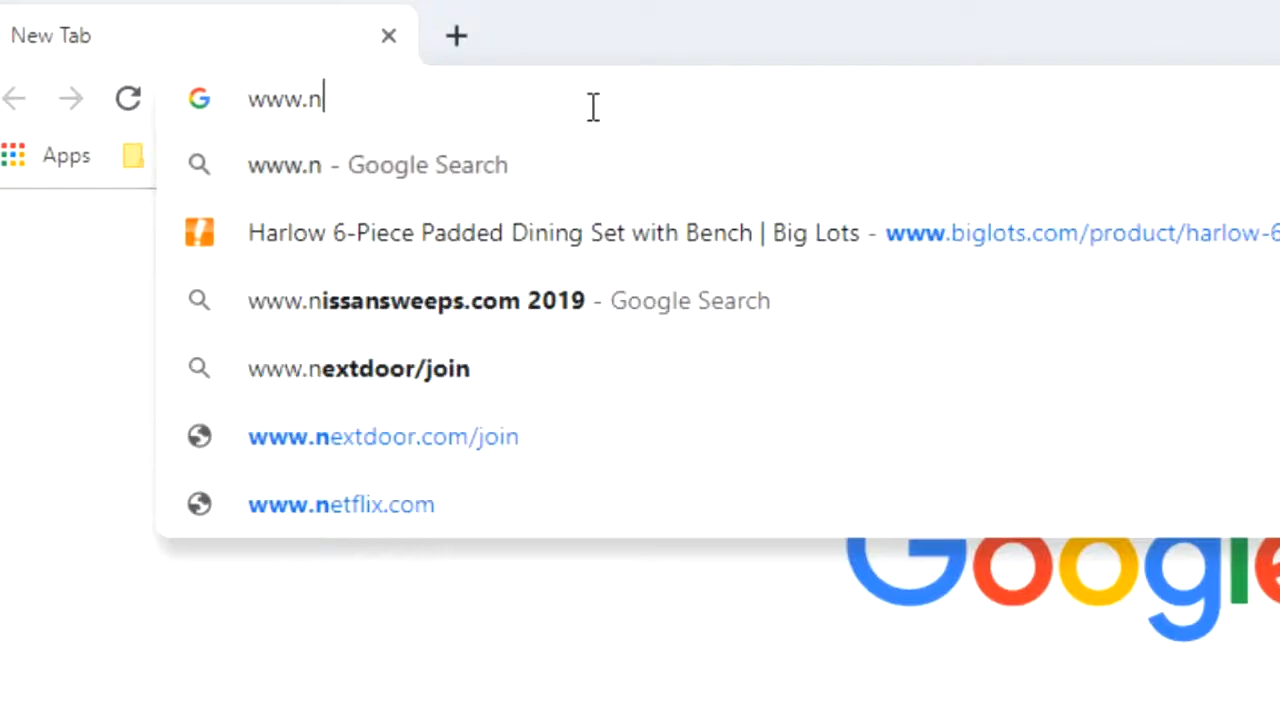 New Tab
www.n
Apps
www.n - Google Search
Harlow 6-Piece Padded Dining Set with Bench | Big Lots - www.biglots.com/product/harlow-6
www.nissansweeps.com 2019 - Google Search
www.nextdoor/join
www.nextdoor.com/join
www.netflix.com
Google